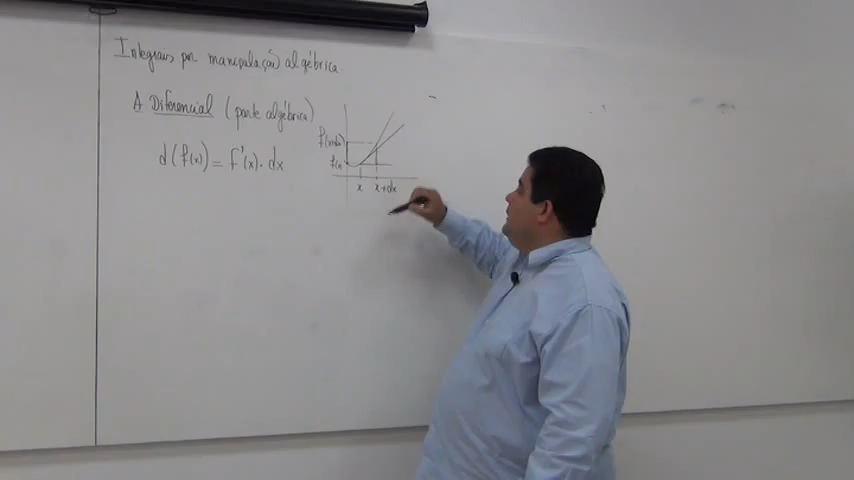 Integrais por manipulação algébrica
A Diferencial (parte algébrica)
d(f(x)) = f'(x). dx
f(x+dx)
f(x)
x x+dx